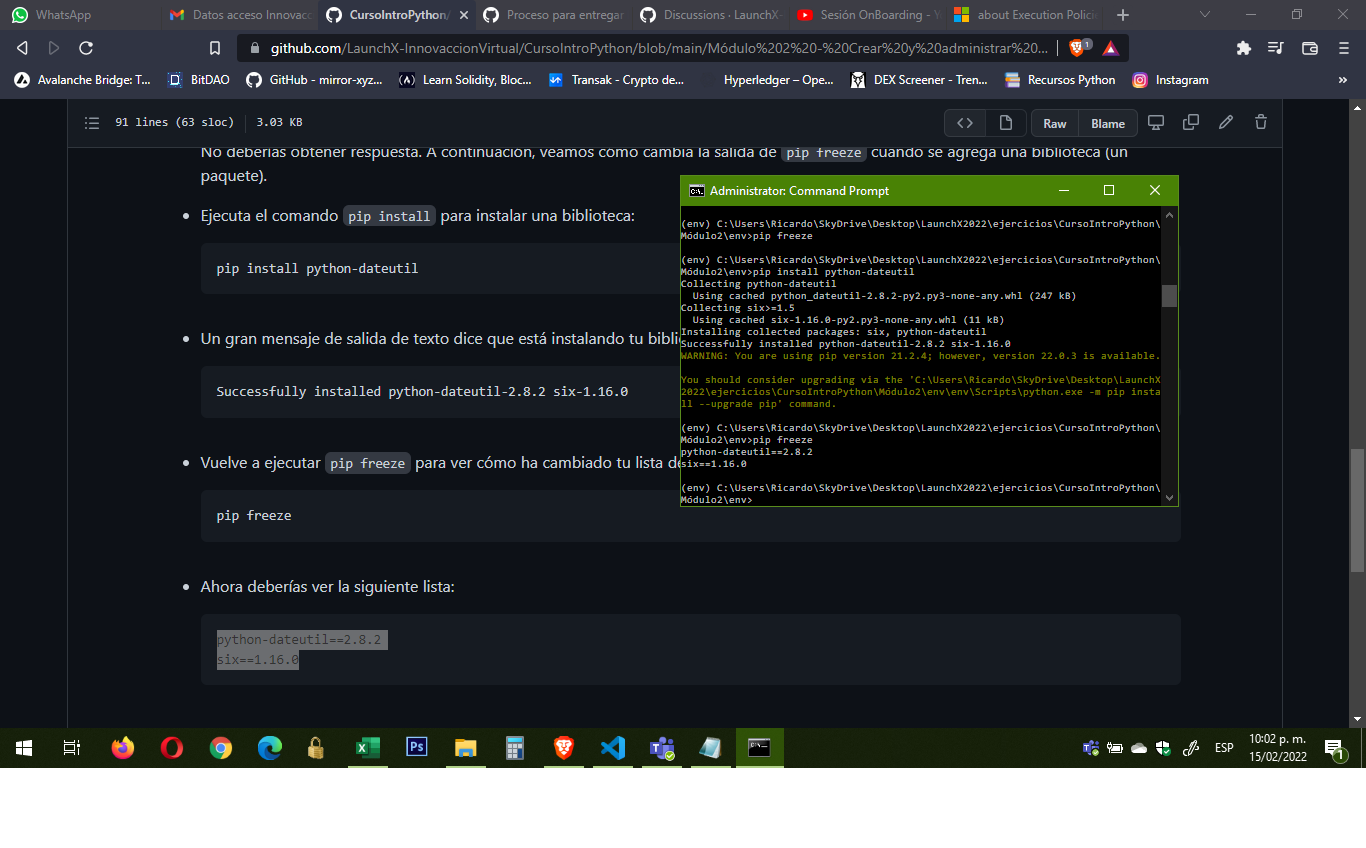 WhatsApp
Datos acceso Innovacc
CursoIntroPython/
Proceso para entregar
Discussions · LaunchX-
Sesión OnBoarding - Y
about Execution Policie
github.com/LaunchX-InnovaccionVirtual/CursoIntroPython/blob/main/Módulo%202%20-%20Crear%20y%20administrar%20...
1
Avalanche Bridge: T...
BitDAO
GitHub - mirror-xyz...
Learn Solidity, Bloc...
Transak - Crypto de...
Hyperledger – Ope...
DEX Screener - Tren...
Recursos Python
Instagram
»
91 lines (63 sloc)
3.03 KB
Raw
Blame
No deberías obtener respuesta. A continuación, veamos cómo cambia la salida de pip freeze cuando se agrega una biblioteca (un
paquete).
Ejecuta el comando pip install para instalar una biblioteca:
pip install python-dateutil
Un gran mensaje de salida de texto dice que está instalando tu bibli
Successfully installed python-dateutil-2.8.2 six-1.16.0
Vuelve a ejecutar pip freeze para ver cómo ha cambiado tu lista de
pip freeze
Ahora deberías ver la siguiente lista:
python-dateutil==2.8.2
six==1.16.0
Administrator: Command Prompt
(env) C:\Users\Ricardo\SkyDrive\Desktop\LaunchX2022\ejercicios\CursoIntroPython\
Módulo2\env>pip freeze
(env) C:\Users\Ricardo\SkyDrive\Desktop\LaunchX2022\ejercicios\CursoIntroPython\
Módulo2\env>pip install python-dateutil
Collecting python-dateutil
Using cached python_dateutil-2.8.2-py2.py3-none-any.whl (247 kB)
Collecting six>=1.5
Using cached six-1.16.0-py2.py3-none-any.whl (11 kB)
Installing collected packages: six, python-dateutil
Successfully installed python-dateutil-2.8.2 six-1.16.0
WARNING: You are using pip version 21.2.4; however, version 22.0.3 is available.
You should consider upgrading via the 'C:\Users\Ricardo\SkyDrive\Desktop\LaunchX
2022\ejercicios\CursoIntroPython\Módulo2\env\env\Scripts\python.exe -m pip insta
ll --upgrade pip' command.
(env) C:\Users\Ricardo\SkyDrive\Desktop\LaunchX2022\ejercicios\CursoIntroPython\
Módulo2\env>pip freeze
python-dateutil==2.8.2
six==1.16.0
(env) C:\Users\Ricardo\SkyDrive\Desktop\LaunchX2022\ejercicios\CursoIntroPython\
Módulo2\env>
Ps
ESP
10:02 p. m.
15/02/2022
1